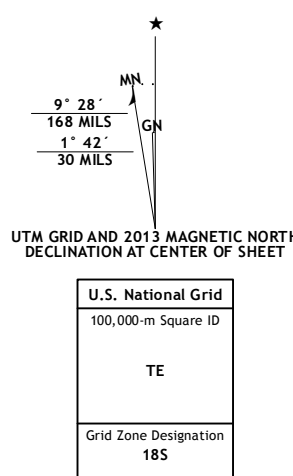 ★
MN
GN
9° 28´
168 MILS
1° 42´
30 MILS
UTM GRID AND 2013 MAGNETIC NORTH
DECLINATION AT CENTER OF SHEET
U.S. National Grid
100,000-m Square ID
TE
Grid Zone Designation
18S